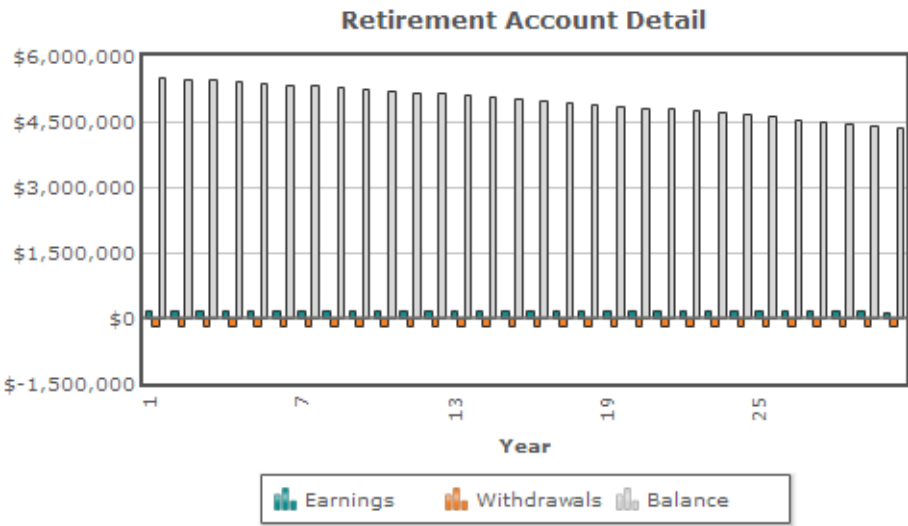 Retirement Account Detail
$6,000,000
$4,500,000
$3,000,000
$1,500,000
$0
$-1,500,000
1 7 13 19 25
Year
Earnings Withdrawals Balance